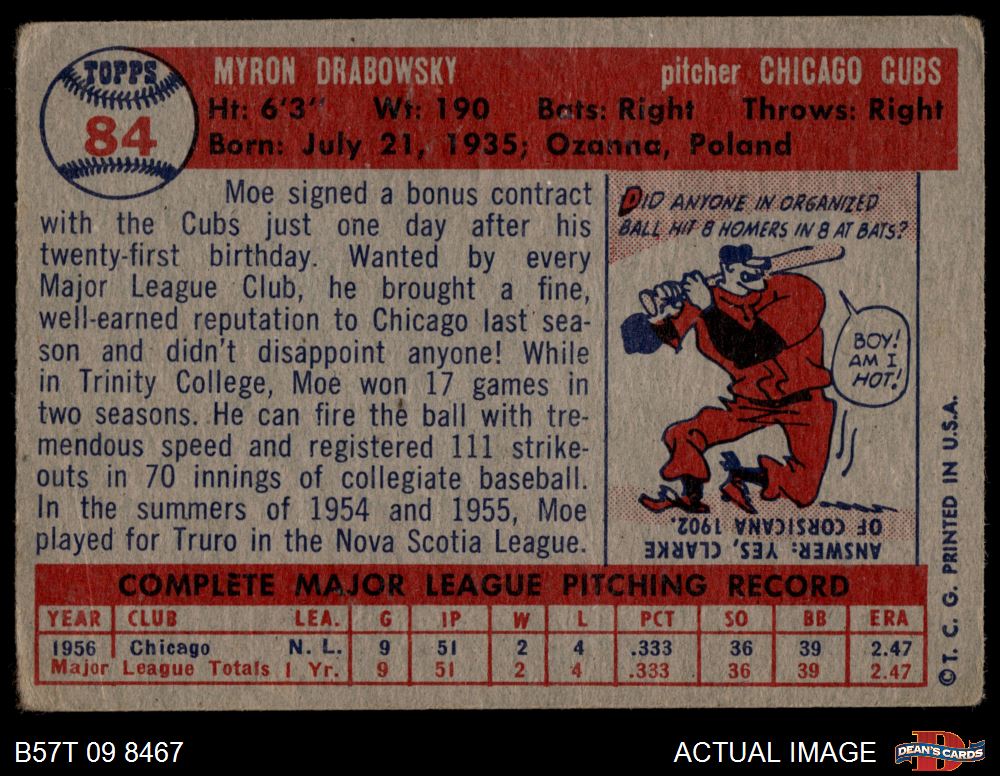 TOPPS
84
MYRON DRABOWSKY pitcher CHICAGO CUBS
Ht: 6'3" Wt: 190 Bats: Right Throws: Right
Born: July 21, 1935; Ozanna, Poland
Moe signed a bonus contract
with the Cubs just one day after his
twenty-first birthday. Wanted by every
Major League Club, he brought a fine,
well-earned reputation to Chicago last sea-
son and didn't disappoint anyone! While
in Trinity College, Moe won 17 games in
two seasons. He can fire the ball with tre-
mendous speed and registered 111 strike-
outs in 70 innings of collegiate baseball.
In the summers of 1954 and 1955, Moe
played for Truro in the Nova Scotia League.
DID ANYONE IN ORGANIZED
BALL HIT 8 HOMERS IN 8 AT BATS?
BOY!
AM I
HOT!
ANSWER: YES, CLARKE
OF CORSICANA 1902.
© T. C. G. PRINTED IN U.S.A.
COMPLETE MAJOR LEAGUE PITCHING RECORD
YEAR CLUB LEA. G IP W L PCT SO BB ERA
1956 Chicago N. L. 9 51 2 4 .333 36 39 2.47
Major League Totals 1 Yr. 9 51 2 4 .333 36 39 2.47
B57T 09 8467
ACTUAL IMAGE
D
DEAN'S CARDS